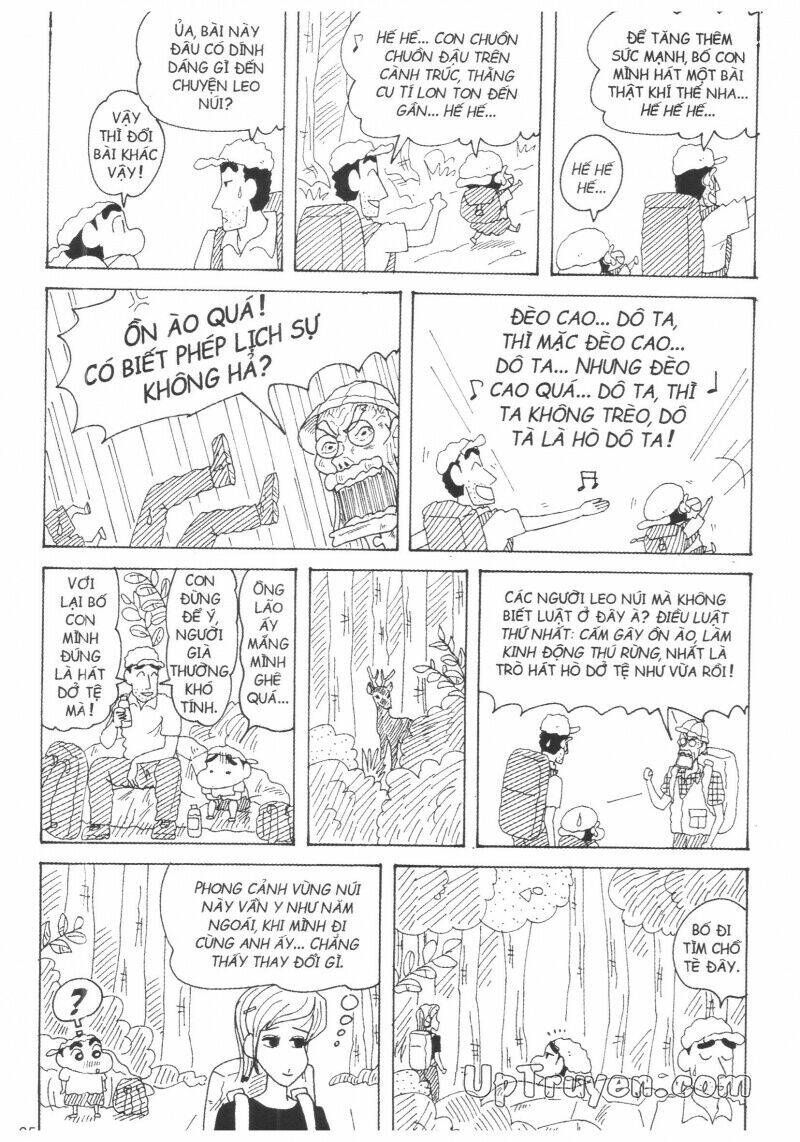 ĐỂ TĂNG THÊM
SỨC MẠNH, BỐ CON
MÌNH HÁT MỘT BÀI
THẬT KHÍ THẾ NHA...
HẾ HẾ HẾ...
HẾ HẾ
HẾ...
HẾ HẾ... CON CHUỒN
CHUỒN ĐẬU TRÊN
CÀNH TRÚC, THẰNG
CU TÍ LON TON ĐẾN
GẦN... HẾ HẾ...
ỦA, BÀI NÀY
ĐÂU CÓ DÍNH
DÁNG GÌ ĐẾN
CHUYỆN LEO
NÚI?
VẬY
THÌ ĐỔI
BÀI KHÁC
VẬY!
ĐÈO CAO... DÔ TA,
THÌ MẶC ĐÈO CAO...
DÔ TA... NHƯNG ĐÈO
CAO QUÁ... DÔ TA, THÌ
TA KHÔNG TRÈO, DÔ
TÀ LÀ HÒ DÔ TA!
ỒN ÀO QUÁ!
CÓ BIẾT PHÉP LỊCH SỰ
KHÔNG HẢ?
CÁC NGƯỜI LEO NÚI MÀ KHÔNG
BIẾT LUẬT Ở ĐÂY À? ĐIỀU LUẬT
THỨ NHẤT: CẤM GÂY ỒN ÀO, LÀM
KINH ĐỘNG THÚ RỪNG, NHẤT LÀ
TRÒ HÁT HÒ DỞ TỆ NHƯ VỪA RỒI!
ÔNG
LÃO
ẤY
MẮNG
MÌNH
GHÊ
QUÁ...
CON
ĐỪNG
ĐỂ Ý,
NGƯỜI
GIÀ
THƯỜNG
KHÓ
TÍNH.
VỚI
LẠI BỐ
CON
MÌNH
ĐÚNG
LÀ HÁT
DỞ TỆ
MÀ!
BỐ ĐI
TÌM CHỖ
TÈ ĐÂY.
PHONG CẢNH VÙNG NÚI
NÀY VẪN Y NHƯ NĂM
NGOÁI, KHI MÌNH ĐI
CÙNG ANH ẤY... CHẲNG
THẤY THAY ĐỔI GÌ.
?
UPTRUYEN.COM